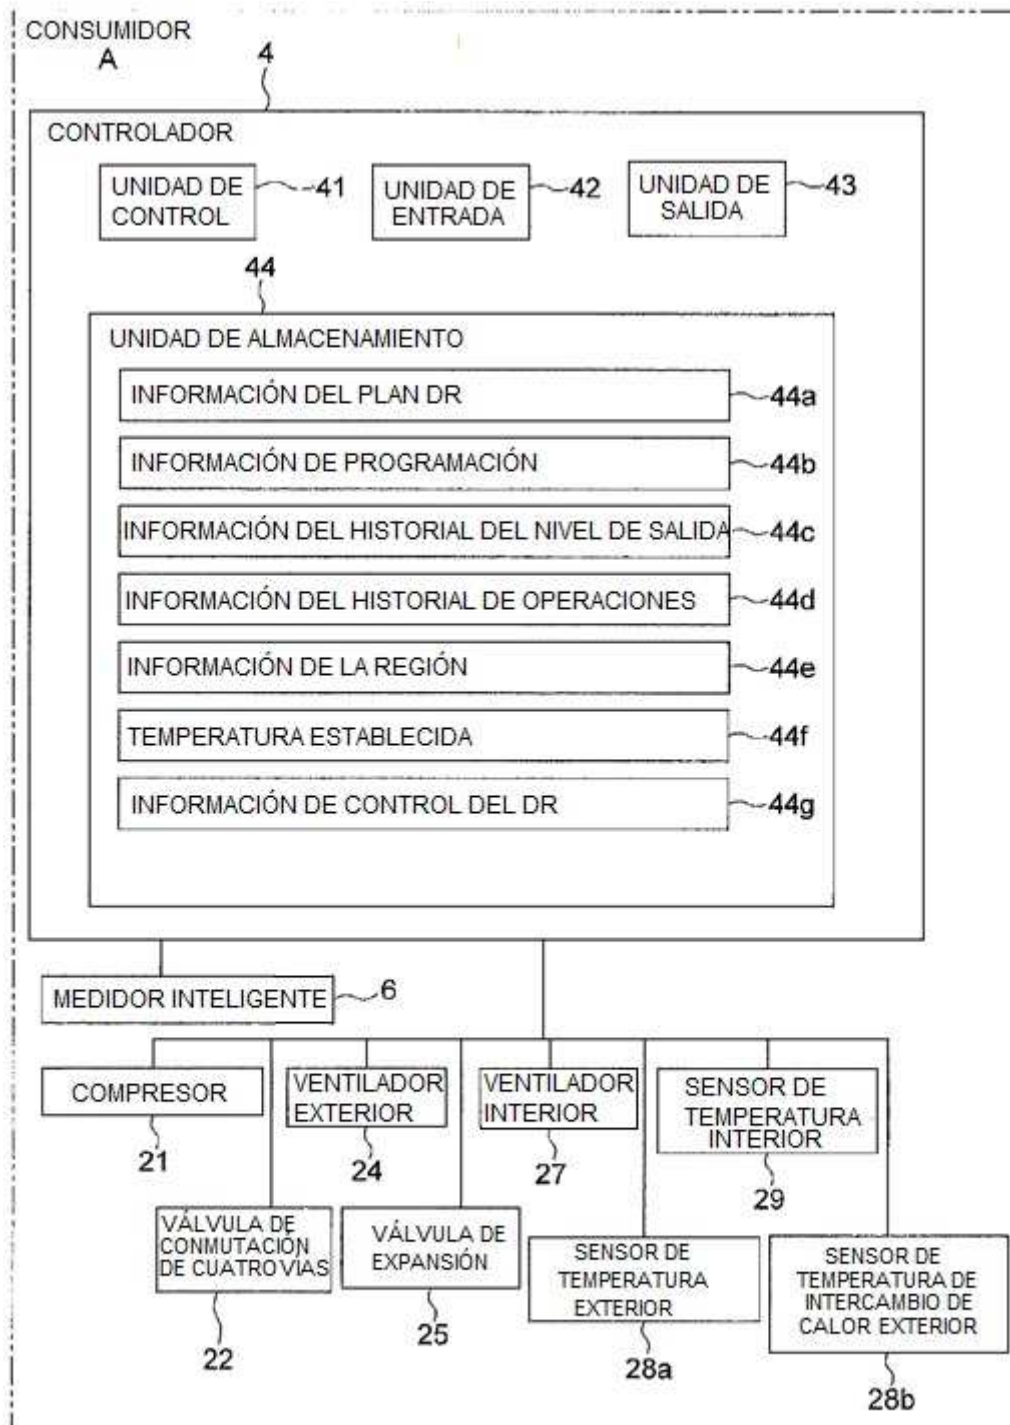 CONSUMIDOR
A
4
CONTROLADOR
UNIDAD DE
CONTROL
41
UNIDAD DE
ENTRADA
42
UNIDAD DE
SALIDA
43
44
UNIDAD DE ALMACENAMIENTO
INFORMACIÓN DEL PLAN DR
44a
INFORMACIÓN DE PROGRAMACIÓN
44b
INFORMACIÓN DEL HISTORIAL DEL NIVEL DE SALIDA
44c
INFORMACIÓN DEL HISTORIAL DE OPERACIONES
44d
INFORMACIÓN DE LA REGIÓN
44e
TEMPERATURA ESTABLECIDA
44f
INFORMACIÓN DE CONTROL DEL DR
44g
MEDIDOR INTELIGENTE
6
COMPRESOR
21
VENTILADOR
EXTERIOR
24
VENTILADOR
INTERIOR
27
SENSOR DE
TEMPERATURA
INTERIOR
29
VÁLVULA DE
CONMUTACIÓN
DE CUATRO VIAS
22
VÁLVULA DE
EXPANSIÓN
25
SENSOR DE
TEMPERATURA
EXTERIOR
28a
SENSOR DE
TEMPERATURA DE
INTERCAMBIO DE
CALOR EXTERIOR
28b